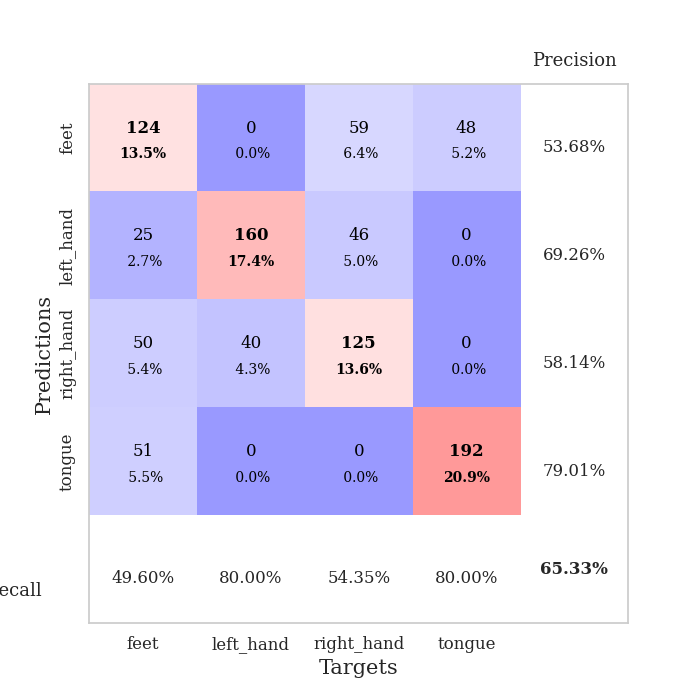 Precision
feet 124 0 59 48 53.68%
13.5% 0.0% 6.4% 5.2%
left_hand 25 160 46 0 69.26%
2.7% 17.4% 5.0% 0.0%
Predictions
right_hand 50 40 125 0 58.14%
5.4% 4.3% 13.6% 0.0%
tongue 51 0 0 192 79.01%
5.5% 0.0% 0.0% 20.9%
ecall 49.60% 80.00% 54.35% 80.00% 65.33%
feet left_hand right_hand tongue
Targets